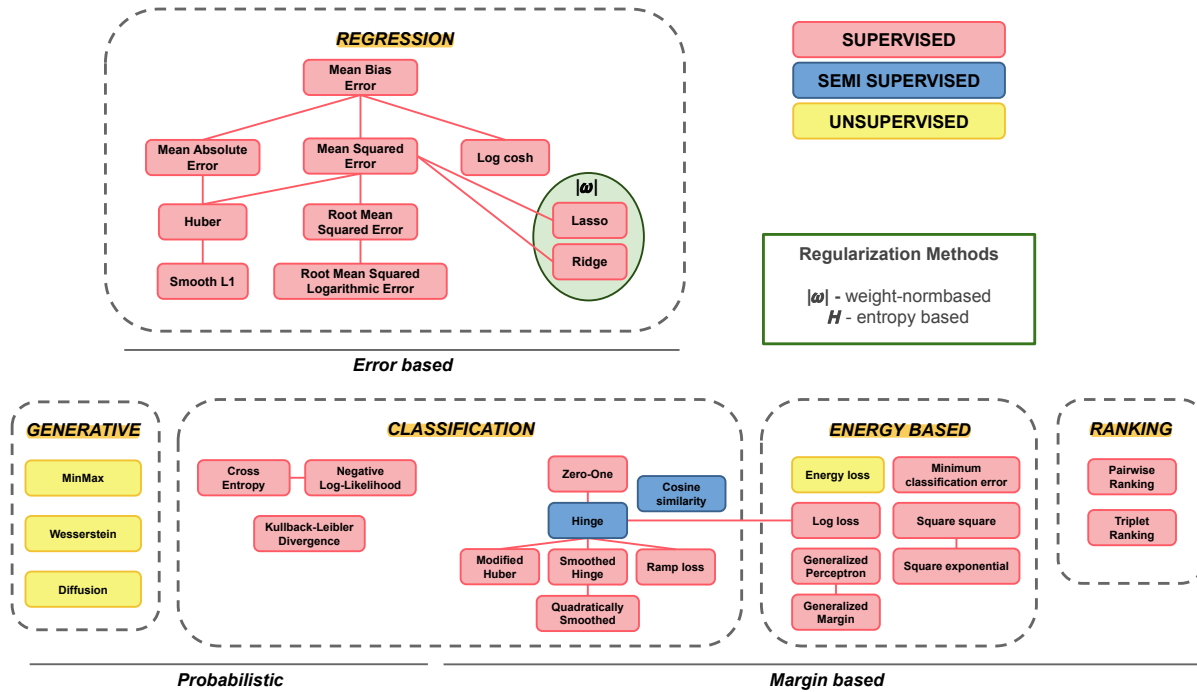 REGRESSION
Mean Bias
Error
Mean Absolute
Error
Mean Squared
Error
Log cosh
|ω|
Huber
Root Mean
Squared Error
Lasso
Ridge
Smooth L1
Root Mean Squared
Logarithmic Error
Error based
SUPERVISED
SEMI SUPERVISED
UNSUPERVISED
Regularization Methods
|ω| - weight-normbased
H - entropy based
GENERATIVE
MinMax
Wesserstein
Diffusion
CLASSIFICATION
Cross
Entropy
Negative
Log-Likelihood
Kullback-Leibler
Divergence
Zero-One
Cosine
similarity
Hinge
Modified
Huber
Smoothed
Hinge
Ramp loss
Quadratically
Smoothed
ENERGY BASED
Energy loss
Minimum
classification error
Log loss
Square square
Generalized
Perceptron
Square exponential
Generalized
Margin
RANKING
Pairwise
Ranking
Triplet
Ranking
Probabilistic
Margin based